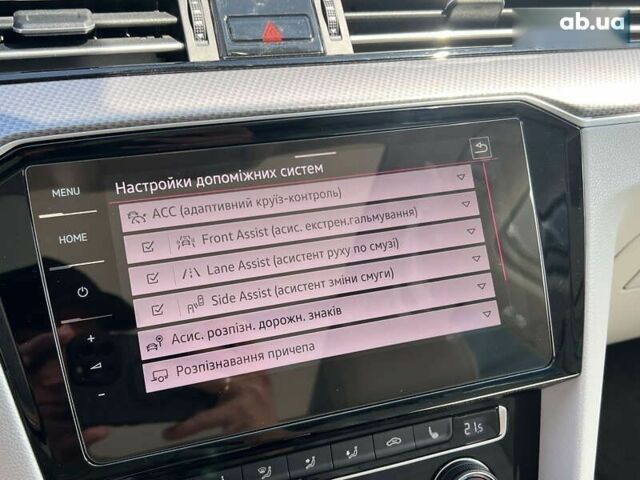 ab.ua
MENU
HOME
Настройки допоміжних систем
ACC (адаптивний круїз-контроль)
Front Assist (асис. екстрен.гальмування)
Lane Assist (асистент руху по смузі)
Side Assist (асистент зміни смуги)
Асис. розпізн. дорожн. знаків
Розпізнавання причепа
21.5